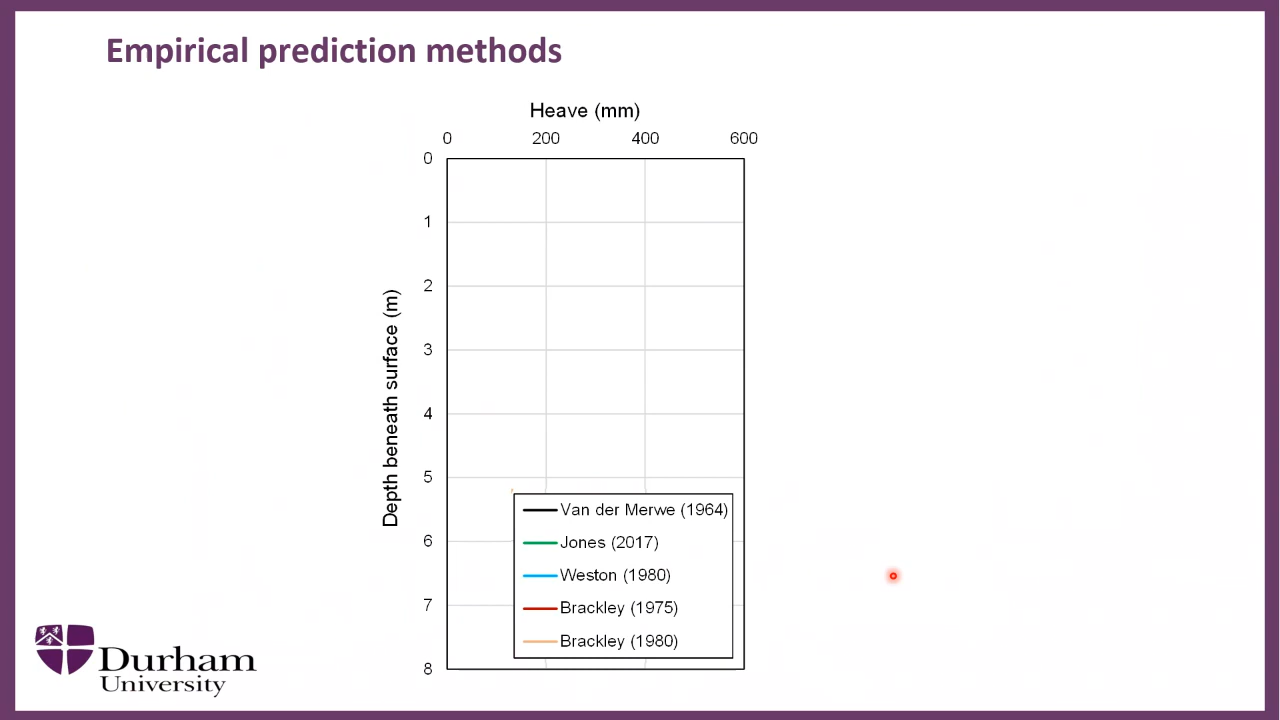 Empirical prediction methods
Heave (mm)
0 200 400 600
0
1
2
3
4
5
6
7
8
Depth beneath surface (m)
Van der Merwe (1964)
Jones (2017)
Weston (1980)
Brackley (1975)
Brackley (1980)
Durham
University